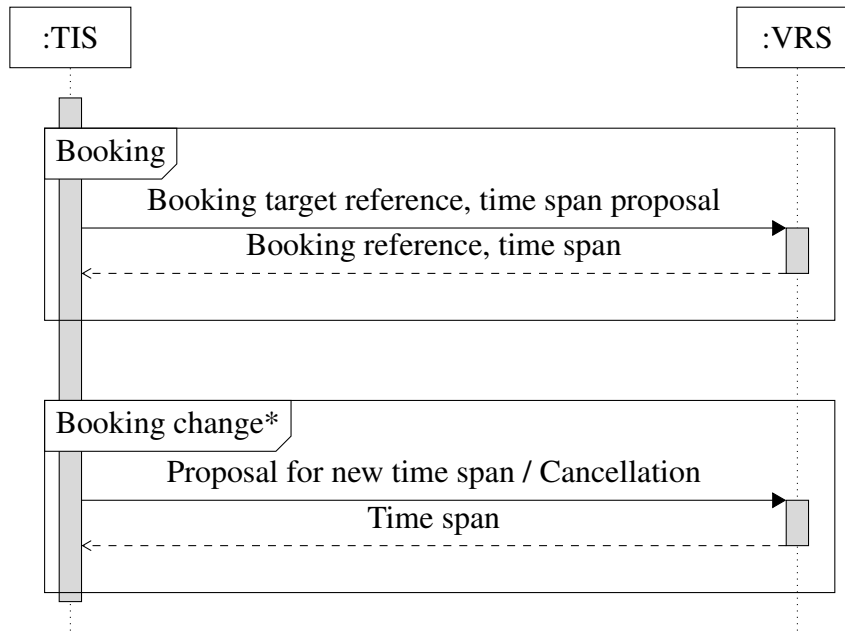 :TIS
:VRS
Booking
Booking target reference, time span proposal
Booking reference, time span
Booking change*
Proposal for new time span / Cancellation
Time span